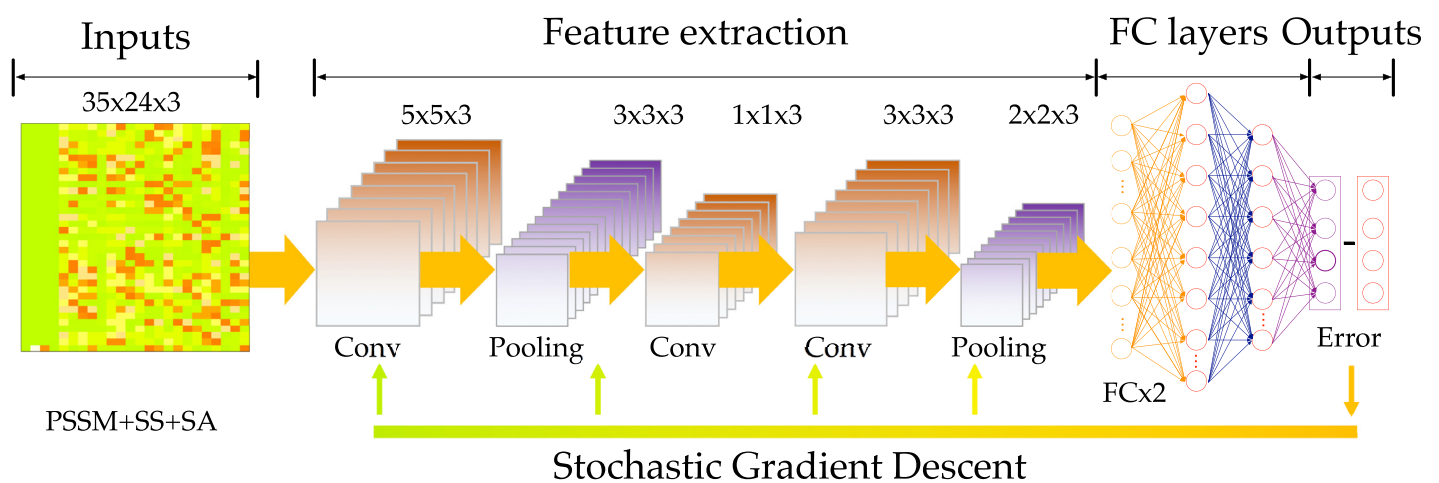 Inputs
Feature extraction
FC layers
Outputs
35x24x3
5x5x3
3x3x3
1x1x3
3x3x3
2x2x3
Conv
Pooling
Conv
Conv
Pooling
-
Error
FCx2
PSSM+SS+SA
Stochastic Gradient Descent